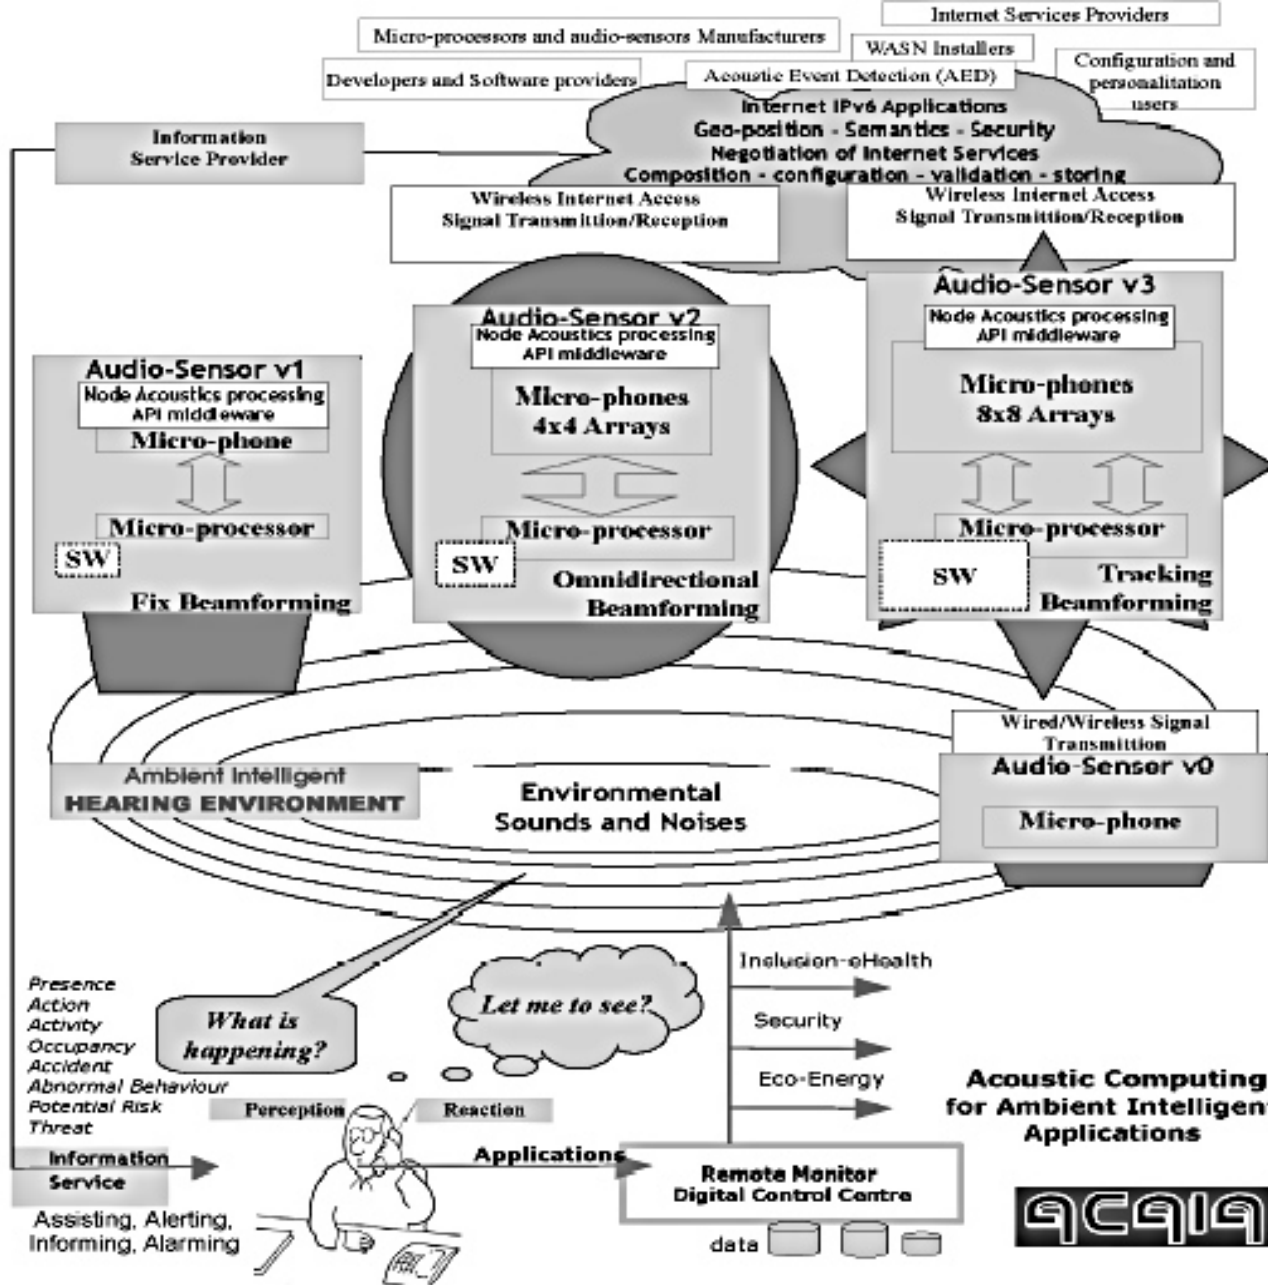 Internet Services Providers
Micro-processors and audio-sensors Manufacturers
WASN Installers
Developers and Software providers
Acoustic Event Detection (AED)
Configuration and
personalitation
users
Internet IPv6 Applications
Geo-position - Semantics - Security
Negotiation of Internet Services
Composition - configuration - validation - storing
Information
Service Provider
Wireless Internet Access
Signal Transmittion/Reception
Wireless Internet Access
Signal Transmittion/Reception
Audio-Sensor v1
Node Acoustics processing
API middleware
Micro-phone
Micro-processor
SW
Fix Beamforming
Audio-Sensor v2
Node Acoustics processing
API middleware
Micro-phones
4x4 Arrays
Micro-processor
SW
Omnidirectional
Beamforming
Audio-Sensor v3
Node Acoustics processing
API middleware
Micro-phones
8x8 Arrays
Micro-processor
SW
Tracking
Beamforming
Wired/Wireless Signal
Transmittion
Audio-Sensor v0
Micro-phone
Ambient Intelligent
HEARING ENVIRONMENT
Environmental
Sounds and Noises
Presence
Action
Activity
Occupancy
Accident
Abnormal Behaviour
Potential Risk
Threat
What is
happening?
Let me to see?
Perception
Reaction
Inslusion-eHealth
Security
Eco-Energy
Information
Service
Assisting, Alerting,
Informing, Alarming
Applications
Remote Monitor
Digital Control Centre
data
Acoustic Computing
for Ambient Intelligent
Applications
acaia